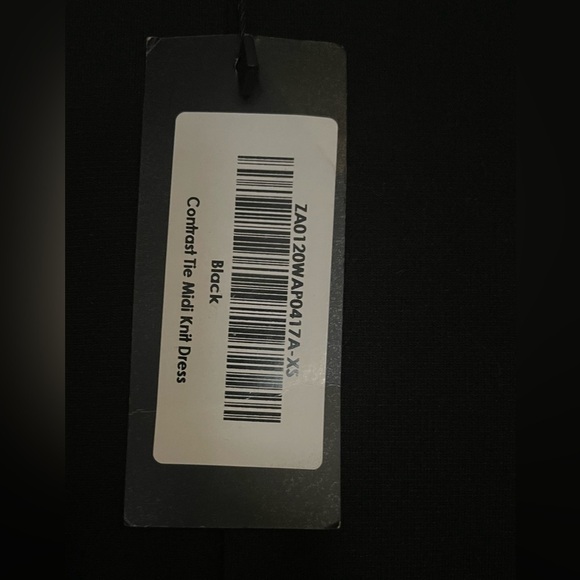 ZA0120WAP0417A-XS
Black
Contrast Tie Midi Knit Dress